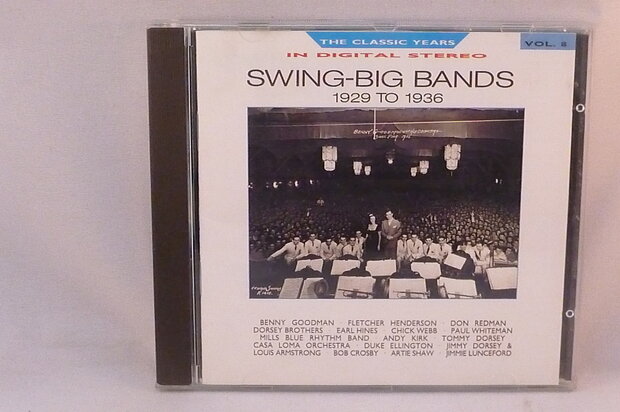 THE CLASSIC YEARS
VOL. 8
IN DIGITAL STEREO
SWING-BIG BANDS
1929 TO 1936
BENNY GOODMAN · FLETCHER HENDERSON · DON REDMAN
DORSEY BROTHERS · EARL HINES · CHICK WEBB · PAUL WHITEMAN
MILLS BLUE RHYTHM BAND · ANDY KIRK · TOMMY DORSEY
CASA LOMA ORCHESTRA · DUKE ELLINGTON · JIMMY DORSEY &
LOUIS ARMSTRONG · BOB CROSBY · ARTIE SHAW · JIMMIE LUNCEFORD